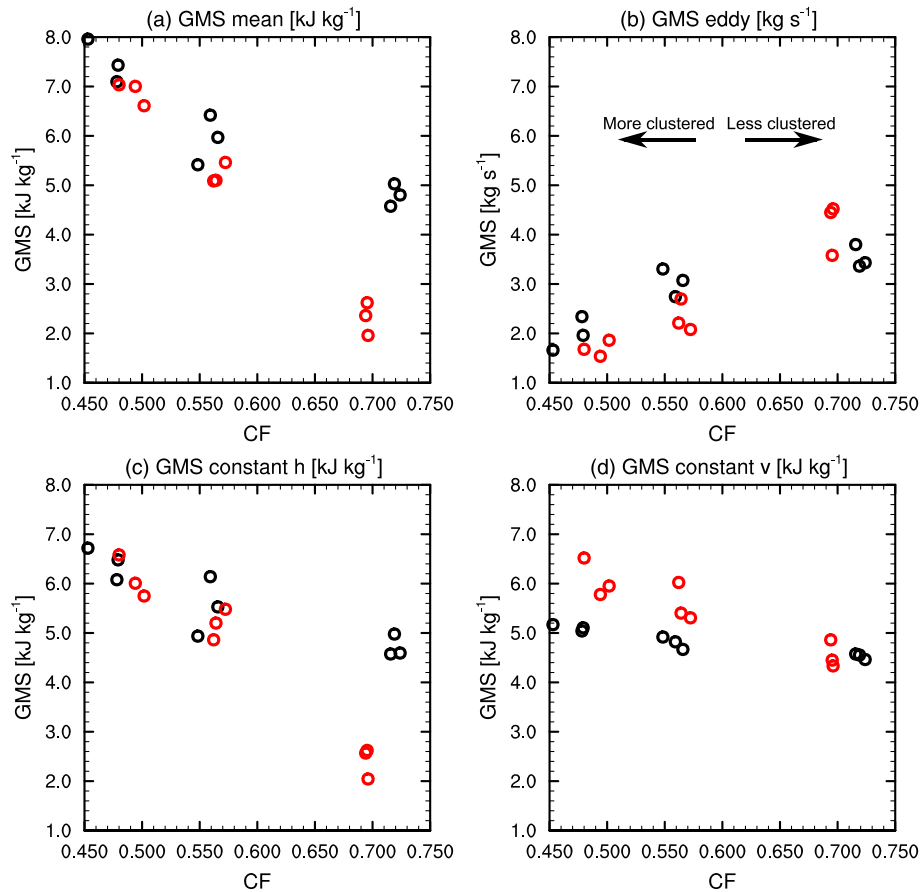 (a) GMS mean [kJ kg⁻¹]
8.0
7.0
6.0
5.0
4.0
3.0
2.0
1.0
GMS [kJ kg⁻¹]
0.450 0.500 0.550 0.600 0.650 0.700 0.750
CF
(b) GMS eddy [kg s⁻¹]
8.0
7.0
6.0
5.0
4.0
3.0
2.0
1.0
GMS [kg s⁻¹]
More clustered Less clustered
0.450 0.500 0.550 0.600 0.650 0.700 0.750
CF
(c) GMS constant h [kJ kg⁻¹]
8.0
7.0
6.0
5.0
4.0
3.0
2.0
1.0
GMS [kJ kg⁻¹]
0.450 0.500 0.550 0.600 0.650 0.700 0.750
CF
(d) GMS constant v [kJ kg⁻¹]
8.0
7.0
6.0
5.0
4.0
3.0
2.0
1.0
GMS [kJ kg⁻¹]
0.450 0.500 0.550 0.600 0.650 0.700 0.750
CF